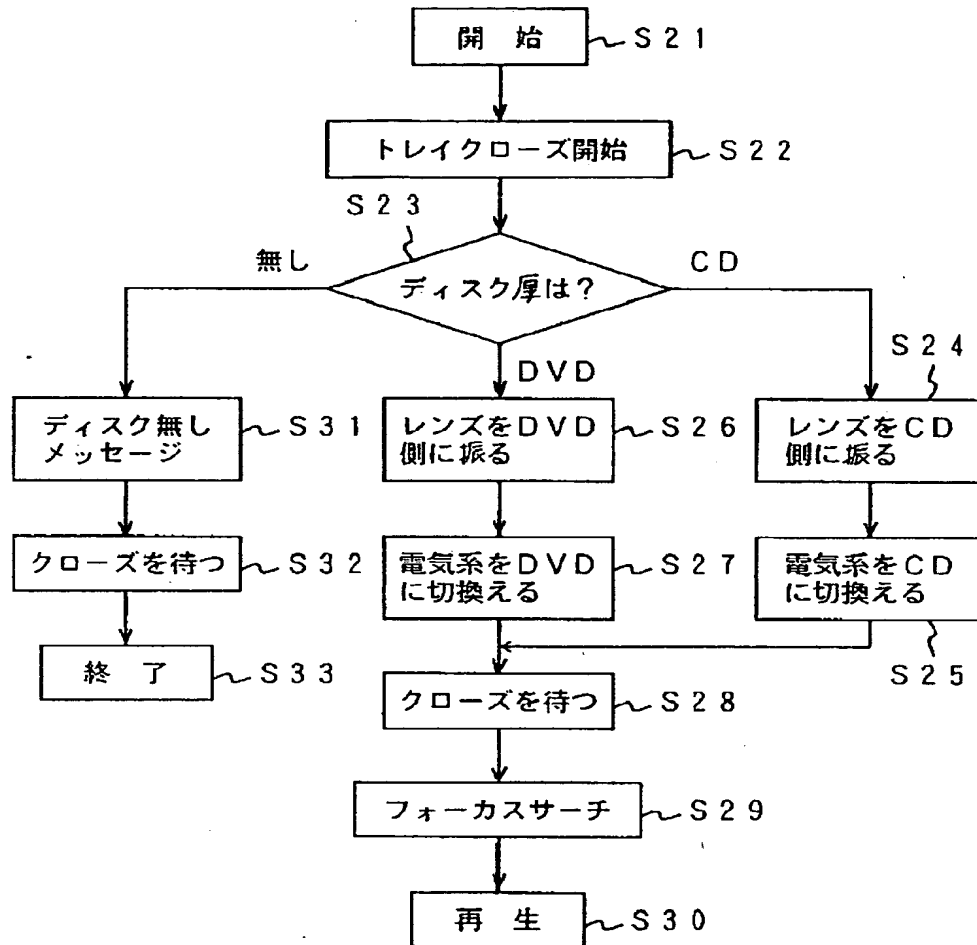 開 始 S21
トレイクローズ開始 S22
S23
無し
ディスク厚は?
CD
DVD
S24
ディスク無し
メッセージ
S31
レンズをDVD
側に振る
S26
レンズをCD
側に振る
クローズを待つ S32
電気系をDVD
に切換える
S27
電気系をCD
に切換える
S25
終 了 S33
クローズを待つ S28
フォーカスサーチ S29
再 生 S30